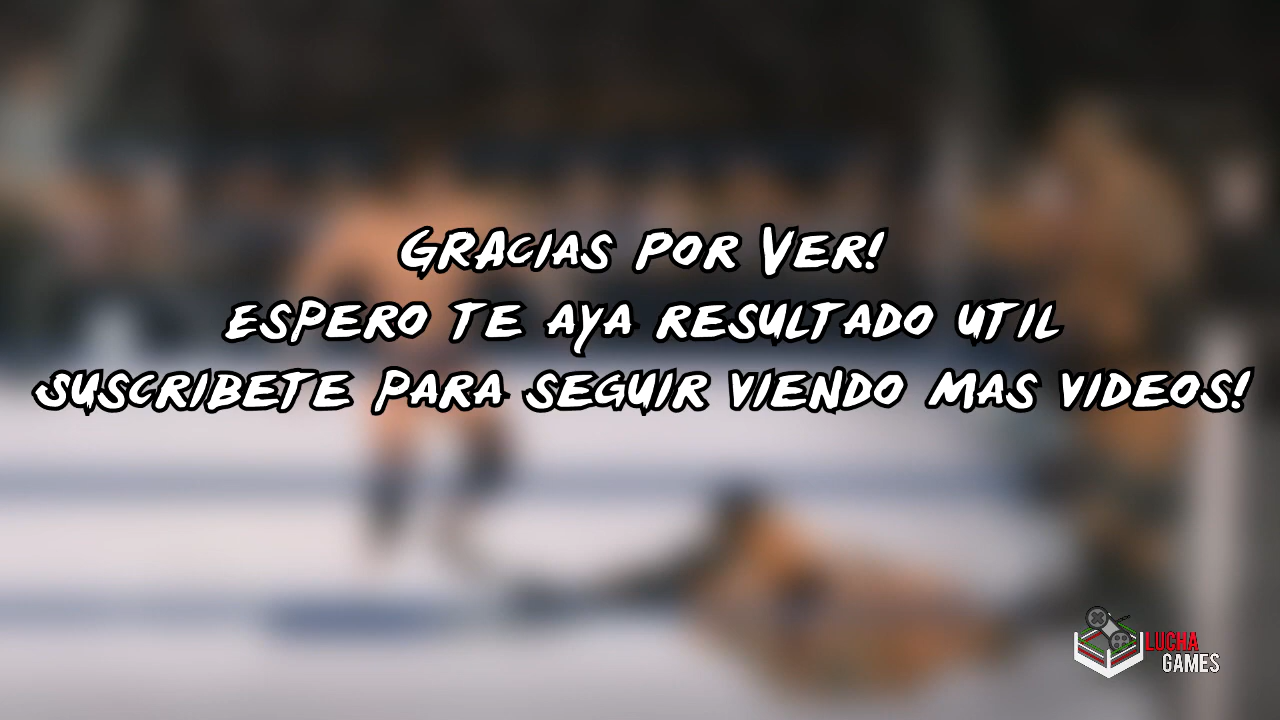 GRACIAS POR VER!
ESPERO TE AYA RESULTADO UTIL
SUSCRIBETE PARA SEGUIR VIENDO MAS VIDEOS!
LUCHA
GAMES